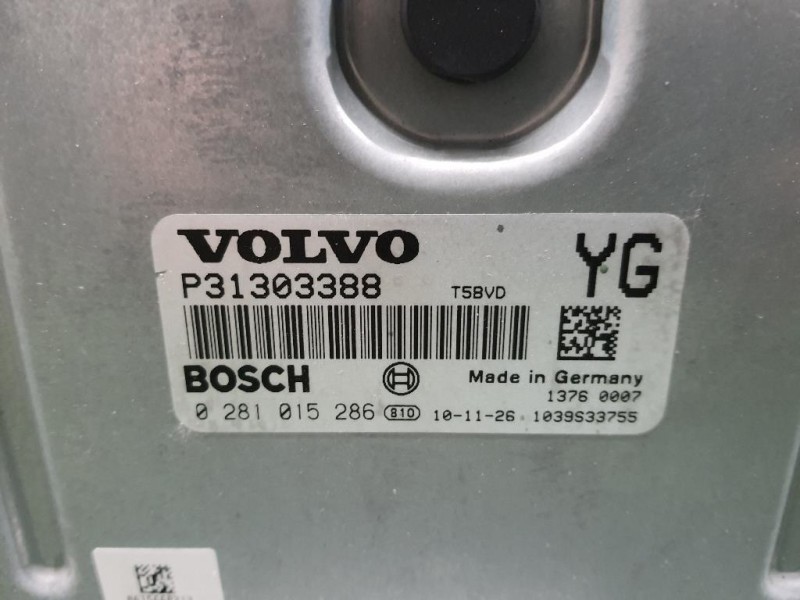 VOLVO
YG
P31303388 T5BVD
BOSCH Made in Germany
1376 0007
0 281 015 286 810 10-11-26 1039S33755